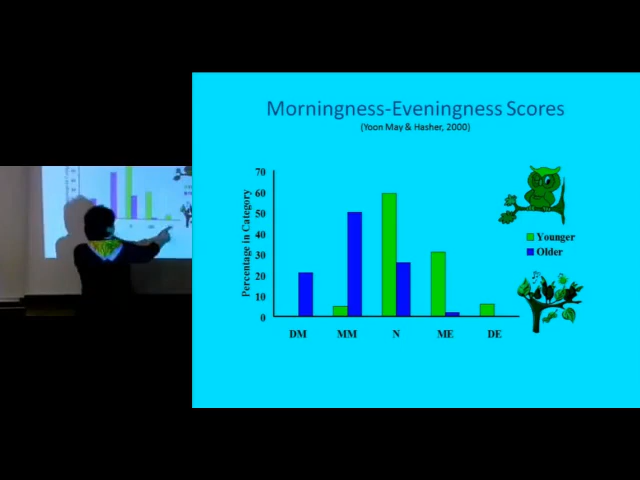 Morningness-Eveningness Scores
(Yoon May & Hasher, 2000)
70
60
50
40
30
20
10
0
Percentage in Category
DM MM N ME DE
Younger
Older